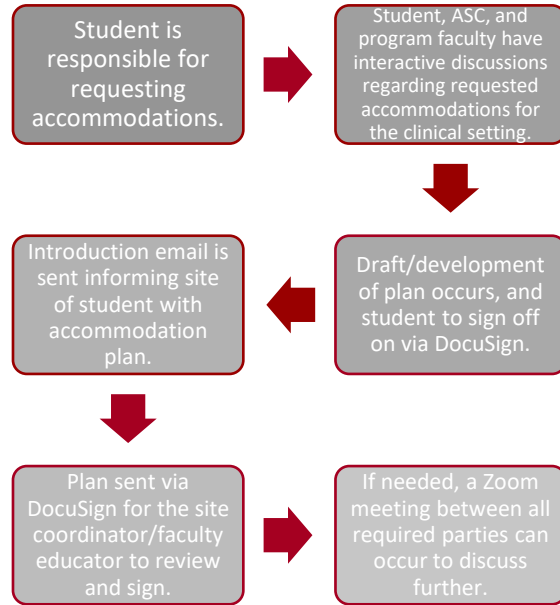 Student is
responsible for
requesting
accommodations.
Student, ASC, and
program faculty have
interactive discussions
regarding requested
accommodations for
the clinical setting.
Draft/development
of plan occurs, and
student to sign off
on via DocuSign.
Introduction email is
sent informing site
of student with
accommodation
plan.
Plan sent via
DocuSign for the site
coordinator/faculty
educator to review
and sign.
If needed, a Zoom
meeting between all
required parties can
occur to discuss
further.